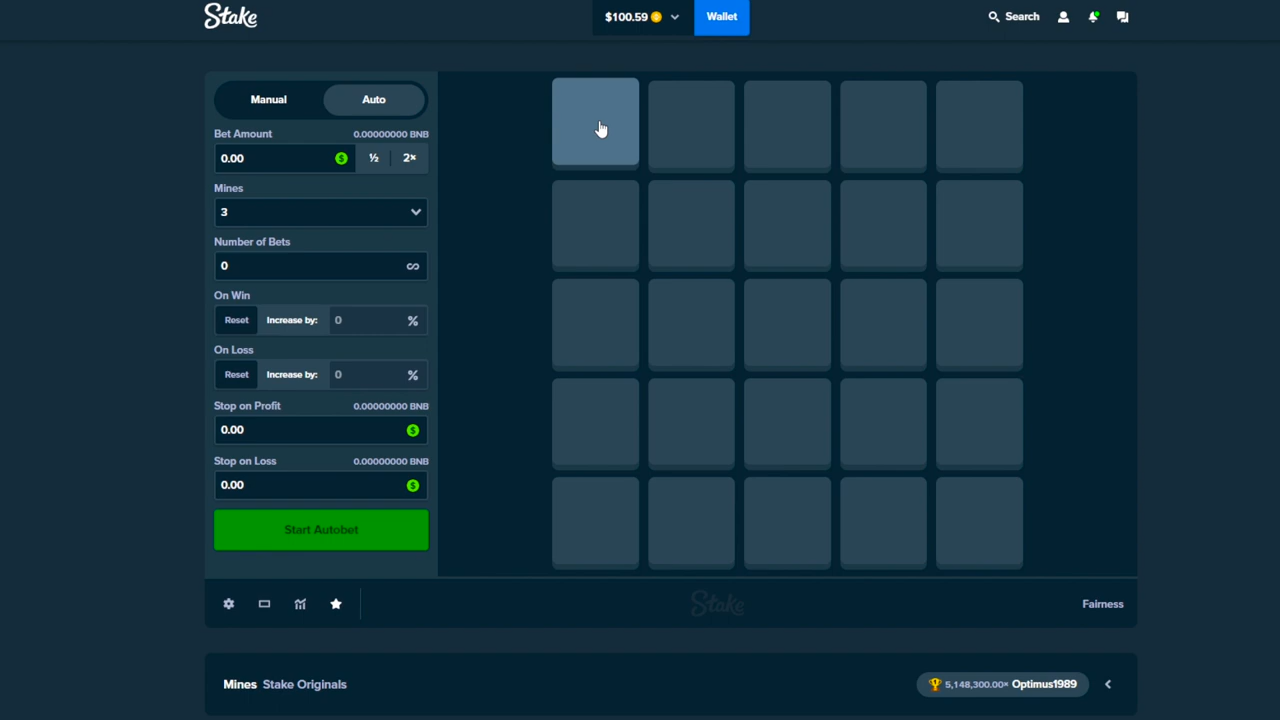 Stake
$100.59
Wallet
Search
Manual
Auto
Bet Amount
0.00000000 BNB
0.00
½
2×
Mines
3
Number of Bets
0
On Win
Reset
Increase by:
0
%
On Loss
Reset
Increase by:
0
%
Stop on Profit
0.00000000 BNB
0.00
Stop on Loss
0.00000000 BNB
0.00
Start Autobet
Stake
Fairness
Mines Stake Originals
5,148,300.00× Optimus1989